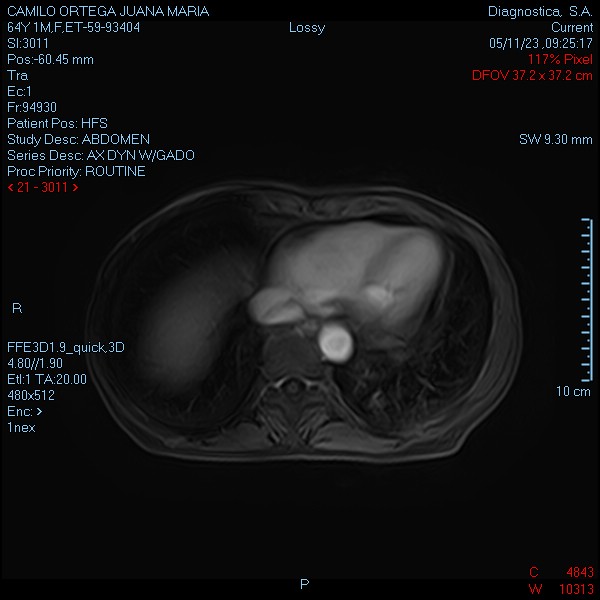 CAMILO ORTEGA JUANA MARIA
Diagnostica, S.A.
64Y 1M,F,ET-59-93404
Lossy
Current
SI:3011
05/11/23 ,09:25:17
Pos:-60.45 mm
117% Pixel
Tra
DFOV 37.2 x 37.2 cm
Ec:1
Fr:94930
Patient Pos: HFS
Study Desc: ABDOMEN
SW 9.30 mm
Series Desc: AX DYN W/GADO
Proc Priority: ROUTINE
< 21 - 3011 >
R
FFE3D1.9_quick,3D
4.80//1.90
Etl:1 TA:20.00
480x512
10 cm
Enc: >
1nex
P
C 4843
W 10313